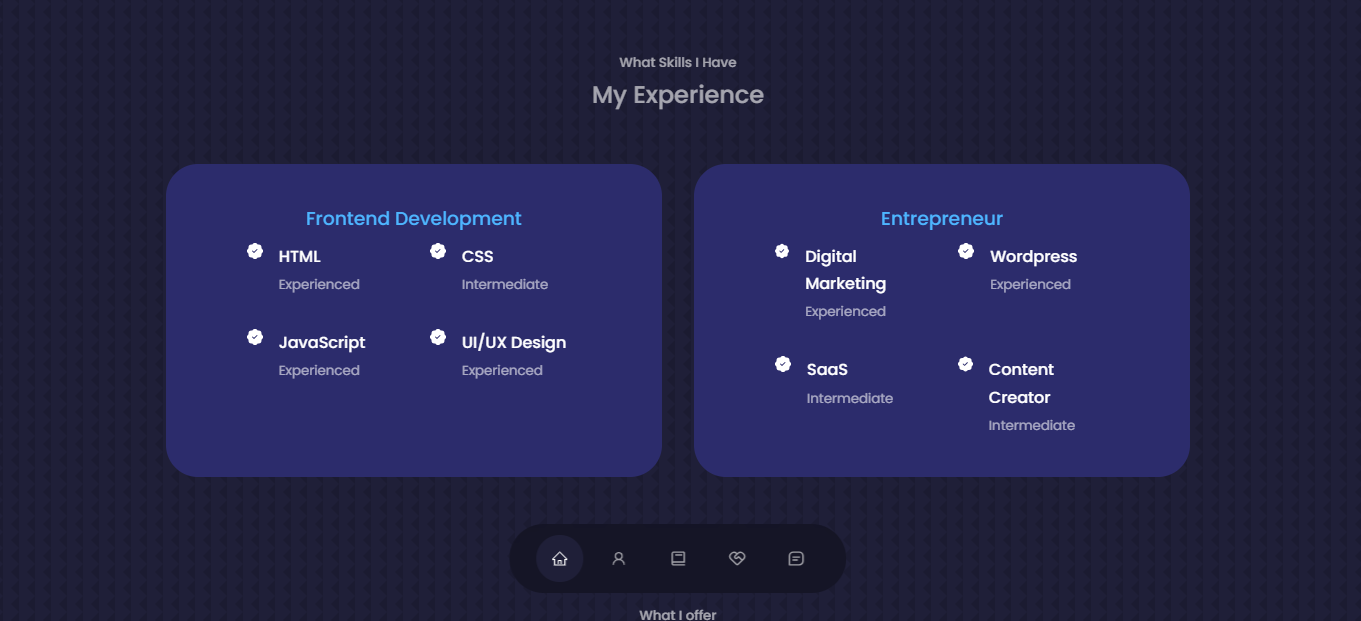 What Skills I Have
My Experience
Frontend Development
HTML
Experienced
CSS
Intermediate
JavaScript
Experienced
UI/UX Design
Experienced
Entrepreneur
Digital
Marketing
Experienced
Wordpress
Experienced
SaaS
Intermediate
Content
Creator
Intermediate
What I offer